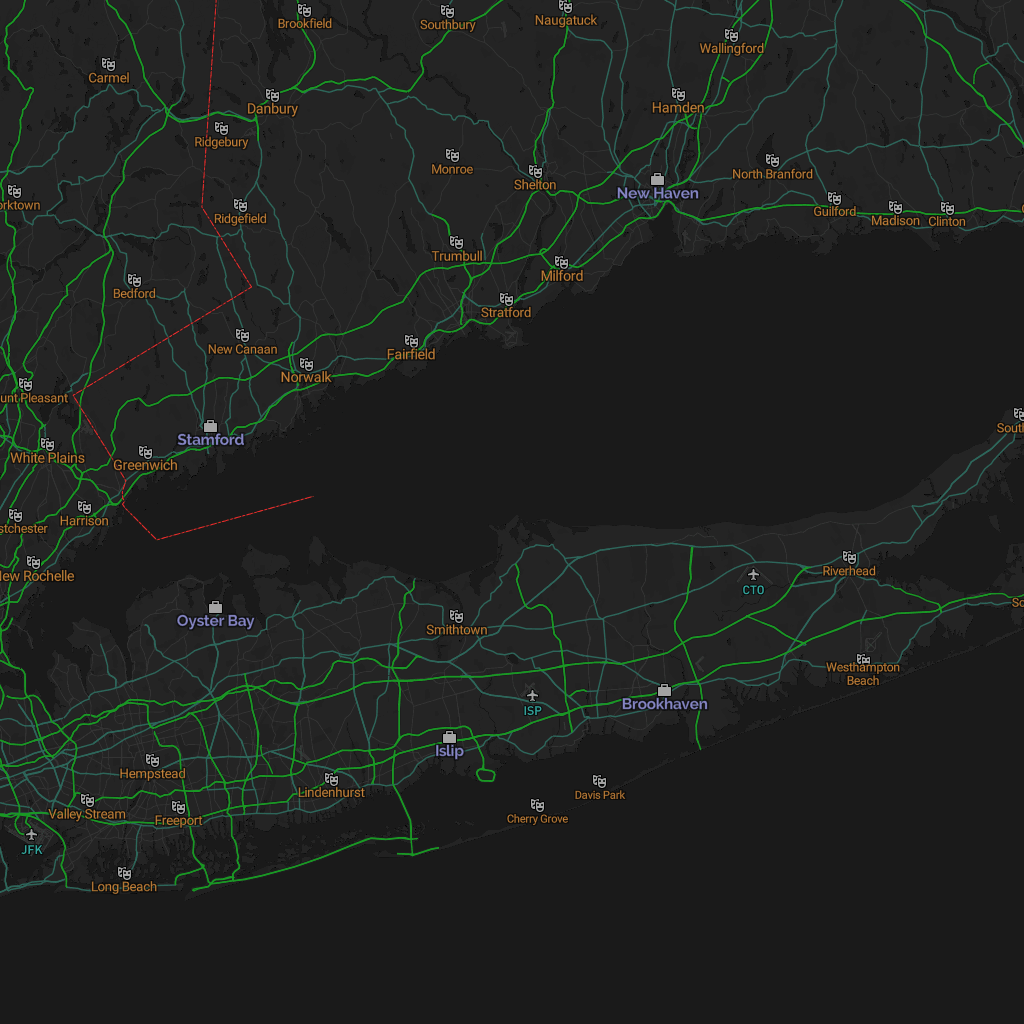 Brookfield
Southbury
Naugatuck
Wallingford
Carmel
Danbury
Hamden
Ridgebury
Monroe
Shelton
North Branford
New Haven
orktown
Ridgefield
Guilford
Madison
Clinton
Trumbull
Milford
Bedford
Stratford
New Canaan
Fairfield
Norwalk
unt Pleasant
South
Stamford
White Plains
Greenwich
Harrison
stchester
Riverhead
New Rochelle
CTO
Oyster Bay
Smithtown
Westhampton
Beach
Brookhaven
ISP
Islip
Hempstead
Lindenhurst
Davis Park
Valley Stream
Freeport
Cherry Grove
JFK
Long Beach